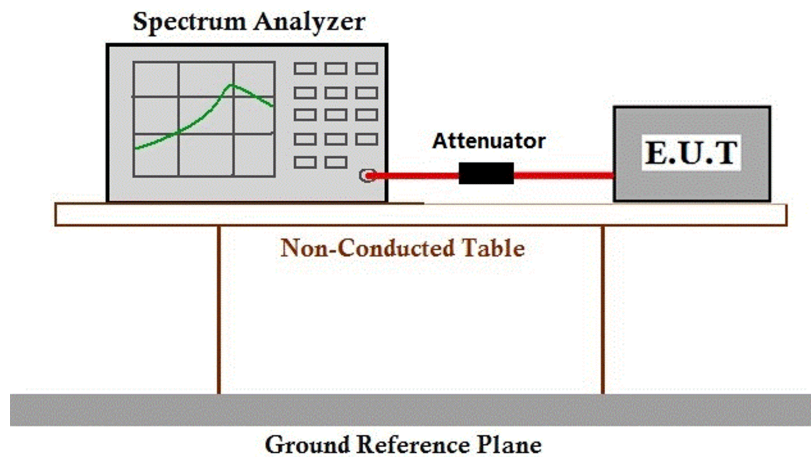 Spectrum Analyzer
Attenuator
E.U.T
Non-Conducted Table
Ground Reference Plane